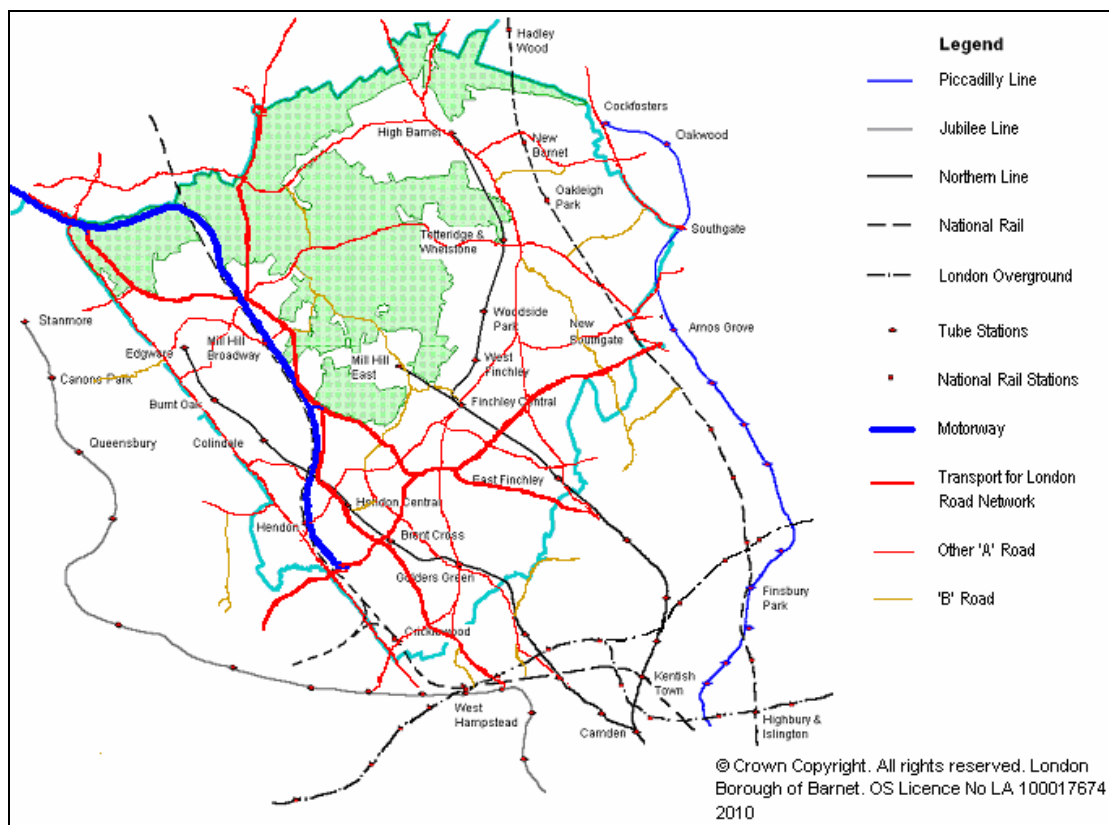 Hadley
Wood
Cockfosters
Oakwood
High Barnet
New
Barnet
Oakleigh
Park
Southgate
Tetteridge &
Whetstone
Stanmore
Woodside
Park
New
Southgate
Arnos Grove
Edgware
Mill Hill
Broadway
Mill Hill
East
West
Finchley
Canons Park
Burnt Oak
Finchley Central
Queensbury
Colindale
East Finchley
Hendon Central
Hendon
Brent Cross
Golders Green
Finsbury
Park
Cricklewood
Kentish
Town
West
Hampstead
Camden
Highbury &
Islington
Legend
Piccadilly Line
Jubilee Line
Northern Line
National Rail
London Overground
Tube Stations
National Rail Stations
Motorway
Transport for London
Road Network
Other 'A' Road
'B' Road
© Crown Copyright. All rights reserved. London
Borough of Barnet. OS Licence No LA 100017674
2010